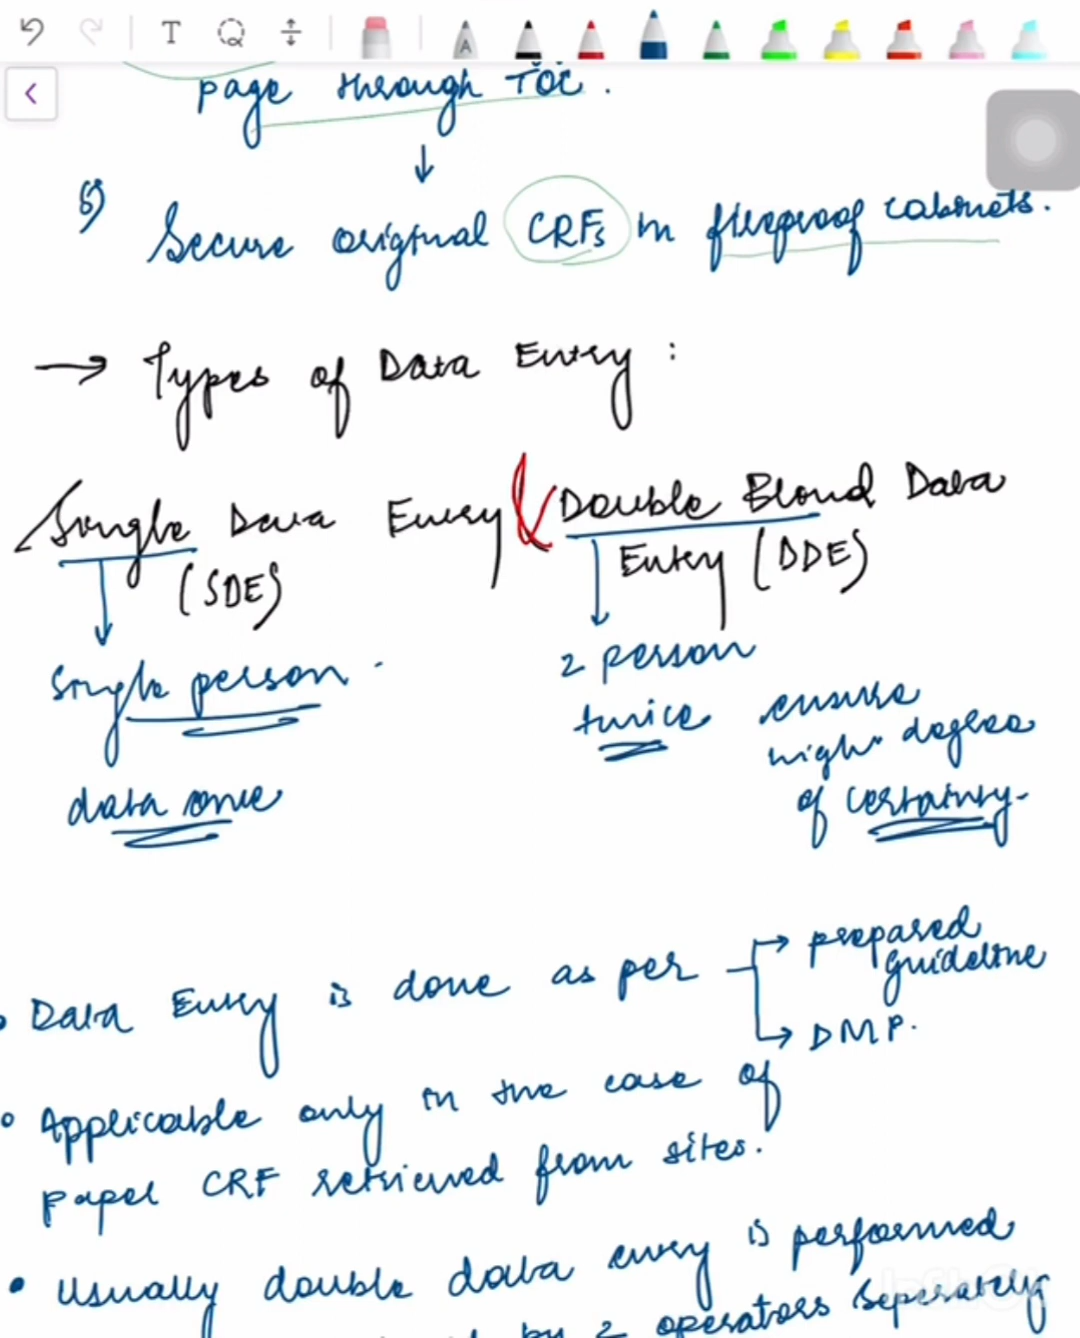 T
A
page through TOC.
↓
6) Secure original CRFs in fireproof cabinets.
→ Types of Data Entry :
Single Data Entry & Double Blind Data
(SDE) Entry (DDE)
Single person 2 person
data once twice ensure
high degree
of certainty.
Data Entry is done as per → prepared
guideline
→ DMP.
Applicable only in the case of
paper CRF retrieved from sites.
• Usually double data entry is performed
by 2 operators seperately